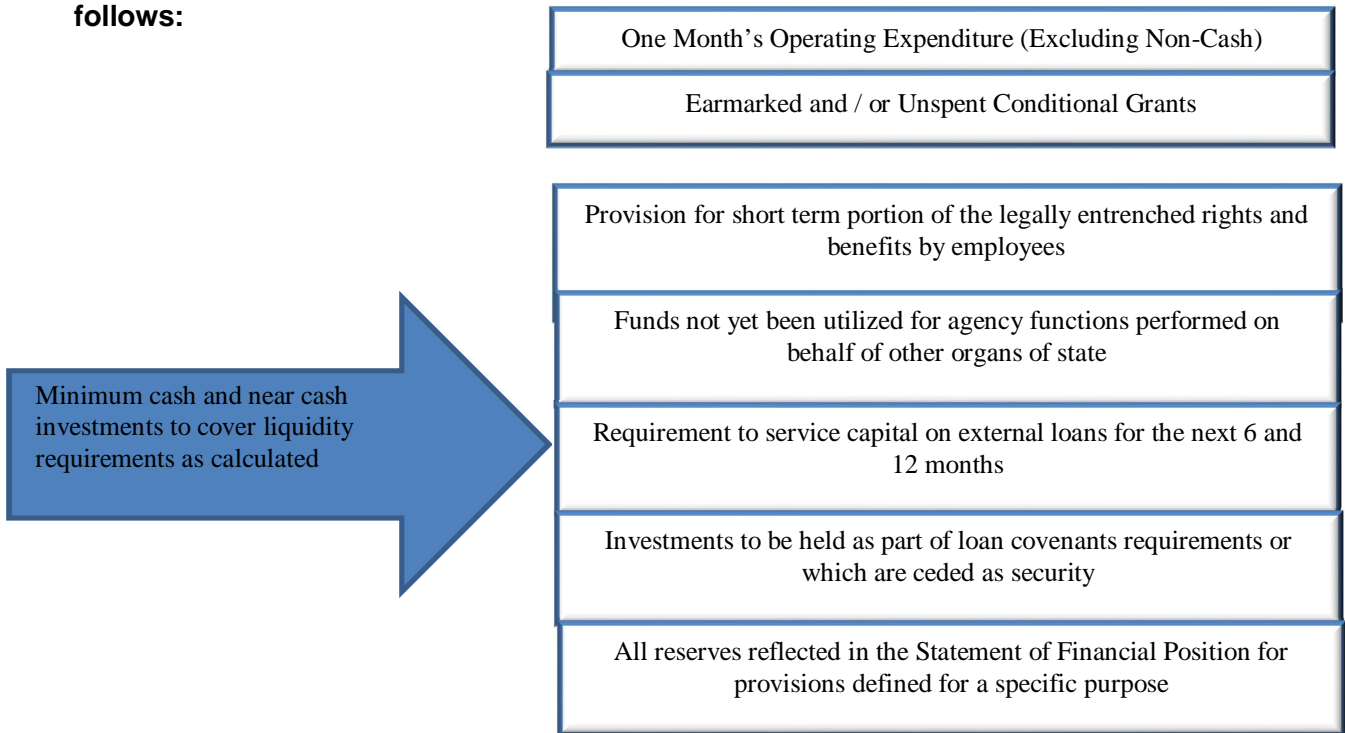 follows:
One Month’s Operating Expenditure (Excluding Non-Cash)
Earmarked and / or Unspent Conditional Grants
Provision for short term portion of the legally entrenched rights and
benefits by employees
Funds not yet been utilized for agency functions performed on
behalf of other organs of state
Minimum cash and near cash
investments to cover liquidity
requirements as calculated
Requirement to service capital on external loans for the next 6 and
12 months
Investments to be held as part of loan covenants requirements or
which are ceded as security
All reserves reflected in the Statement of Financial Position for
provisions defined for a specific purpose